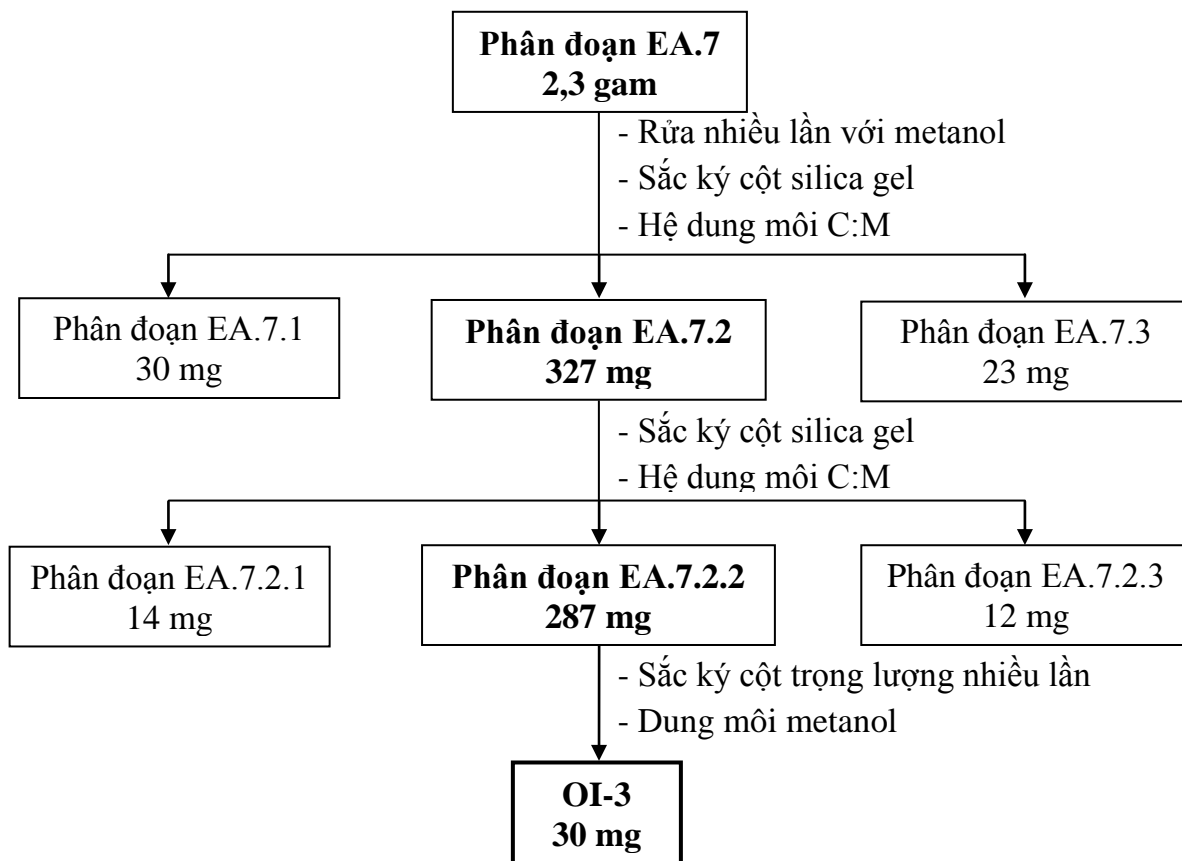 Phân đoạn EA.7
2,3 gam
- Rửa nhiều lần với metanol
- Sắc ký cột silica gel
- Hệ dung môi C:M
Phân đoạn EA.7.1
30 mg
Phân đoạn EA.7.2
327 mg
Phân đoạn EA.7.3
23 mg
- Sắc ký cột silica gel
- Hệ dung môi C:M
Phân đoạn EA.7.2.1
14 mg
Phân đoạn EA.7.2.2
287 mg
Phân đoạn EA.7.2.3
12 mg
- Sắc ký cột trọng lượng nhiều lần
- Dung môi metanol
OI-3
30 mg